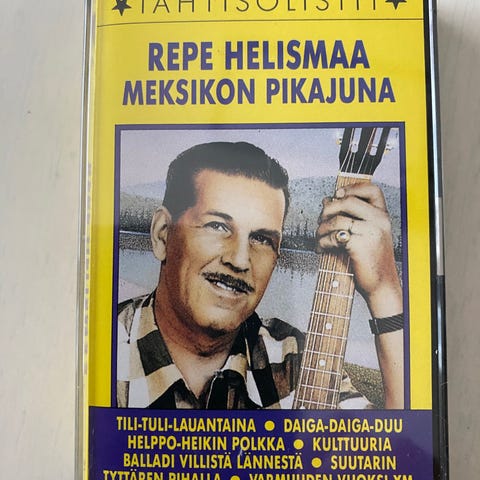 ★ TÄHTISOLISTIT ★
REPE HELISMAA
MEKSIKON PIKAJUNA
TILI-TULI-LAUANTAINA ● DAIGA-DAIGA-DUU
HELPPO-HEIKIN POLKKA ● KULTTUURIA
BALLADI VILLISTÄ LÄNNESTÄ ● SUUTARIN
TYTTÄREN PIHALLA ● VARMUUDEN VUOKSI YM